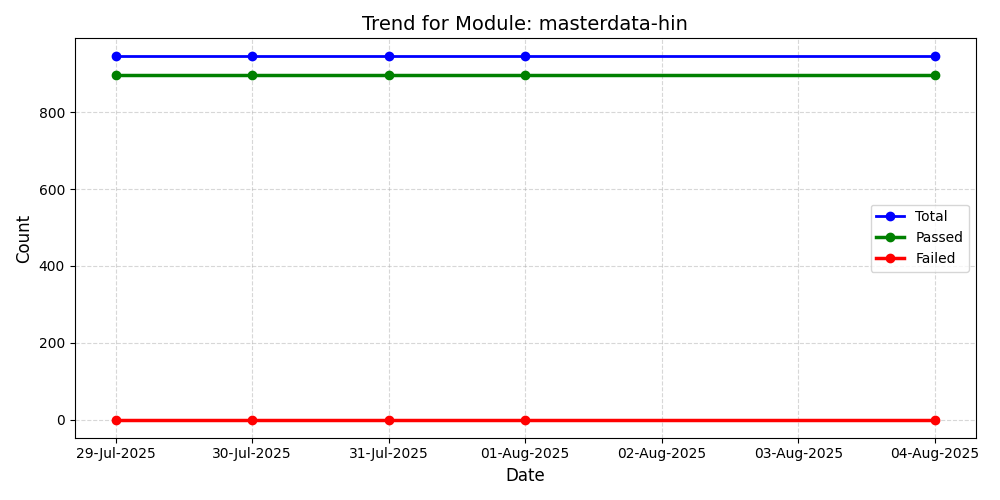 Trend for Module: masterdata-hin
Count
800
600
400
200
0
Total
Passed
Failed
29-Jul-2025 30-Jul-2025 31-Jul-2025 01-Aug-2025 02-Aug-2025 03-Aug-2025 04-Aug-2025
Date